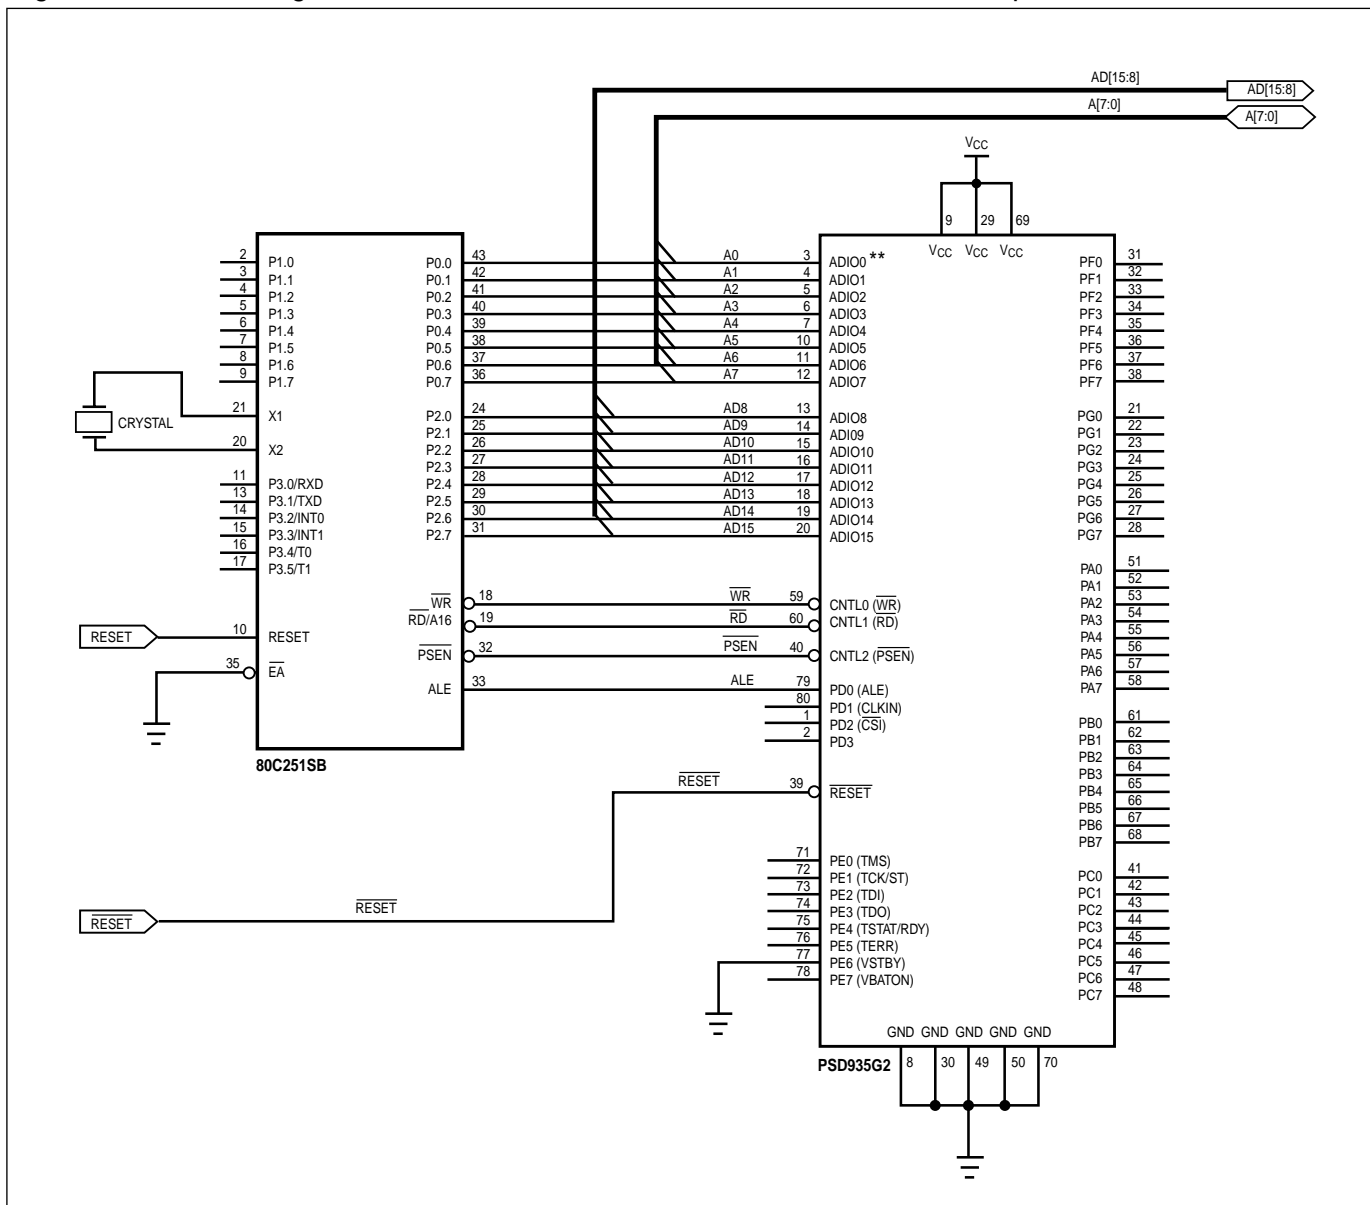 AD[15:8]
AD[15:8]
A[7:0]
A[7:0]
VCC
9 29 69
VCC VCC VCC
2 P1.0
3 P1.1
4 P1.2
5 P1.3
6 P1.4
7 P1.5
8 P1.6
9 P1.7
21 X1
CRYSTAL
20 X2
11 P3.0/RXD
13 P3.1/TXD
14 P3.2/INT0
15 P3.3/INT1
16 P3.4/T0
17 P3.5/T1
RESET 10 RESET
35 EA
P0.0 43 A0 3 ADIO0 **
P0.1 42 A1 4 ADIO1
P0.2 41 A2 5 ADIO2
P0.3 40 A3 6 ADIO3
P0.4 39 A4 7 ADIO4
P0.5 38 A5 10 ADIO5
P0.6 37 A6 11 ADIO6
P0.7 36 A7 12 ADIO7
P2.0 24 AD8 13 ADIO8
P2.1 25 AD9 14 ADI09
P2.2 26 AD10 15 ADIO10
P2.3 27 AD11 16 ADIO11
P2.4 28 AD12 17 ADIO12
P2.5 29 AD13 18 ADIO13
P2.6 30 AD14 19 ADIO14
P2.7 31 AD15 20 ADIO15
WR 18 WR 59 CNTL0 (WR)
RD/A16 19 RD 60 CNTL1 (RD)
PSEN 32 PSEN 40 CNTL2 (PSEN)
ALE 33 ALE 79 PD0 (ALE)
80 PD1 (CLKIN)
1 PD2 (CSI)
2 PD3
80C251SB
RESET 39 RESET
RESET RESET
71 PE0 (TMS)
72 PE1 (TCK/ST)
73 PE2 (TDI)
74 PE3 (TDO)
75 PE4 (TSTAT/RDY)
76 PE5 (TERR)
77 PE6 (VSTBY)
78 PE7 (VBATON)
PF0 31
PF1 32
PF2 33
PF3 34
PF4 35
PF5 36
PF6 37
PF7 38
PG0 21
PG1 22
PG2 23
PG3 24
PG4 25
PG5 26
PG6 27
PG7 28
PA0 51
PA1 52
PA2 53
PA3 54
PA4 55
PA5 56
PA6 57
PA7 58
PB0 61
PB1 62
PB2 63
PB3 64
PB4 65
PB5 66
PB6 67
PB7 68
PC0 41
PC1 42
PC2 43
PC3 44
PC4 45
PC5 46
PC6 47
PC7 48
GND GND GND GND GND
PSD935G2 8 30 49 50 70